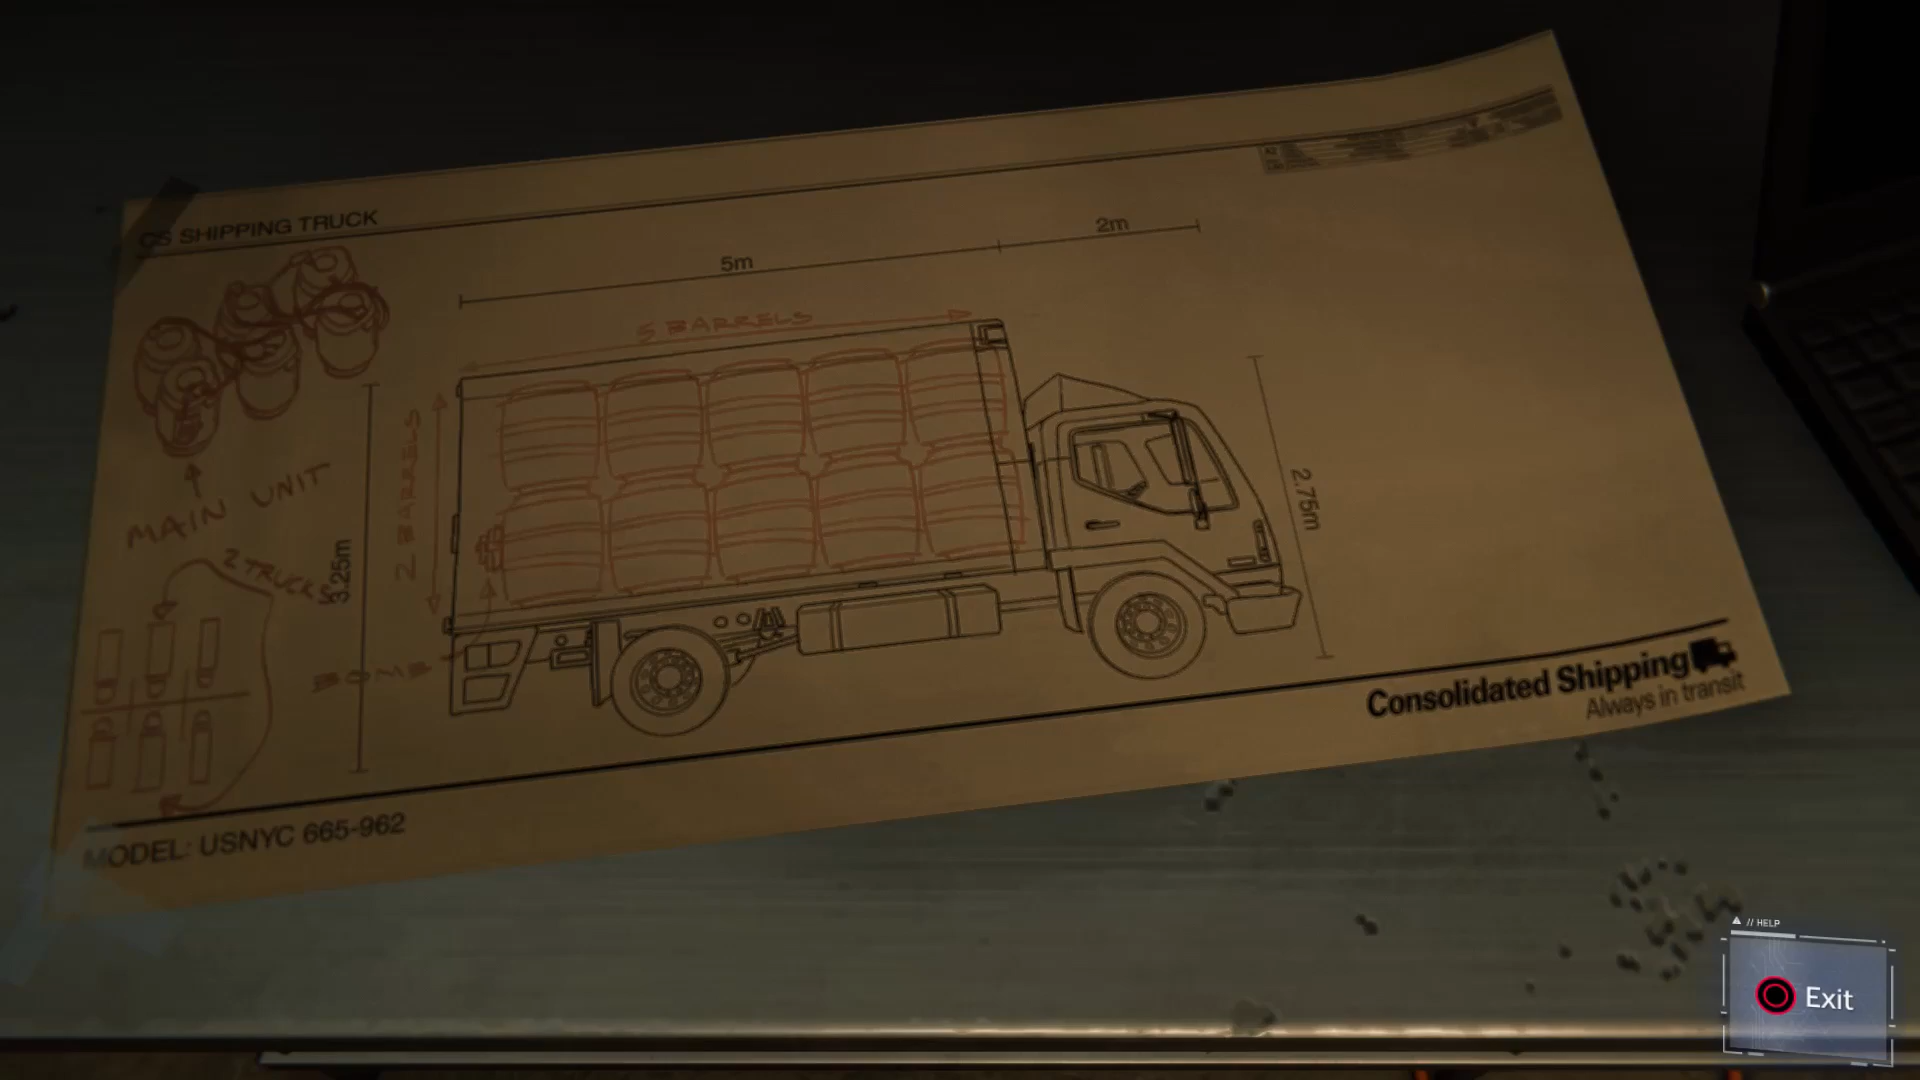 CS SHIPPING TRUCK
5m
2m
5 BARRELS
2 BARRELS
MAIN UNIT
2 TRUCKS
3.25m
2.75m
BOMB
Consolidated Shipping
Always in transit
MODEL: USNYC 665-962
// HELP
Exit